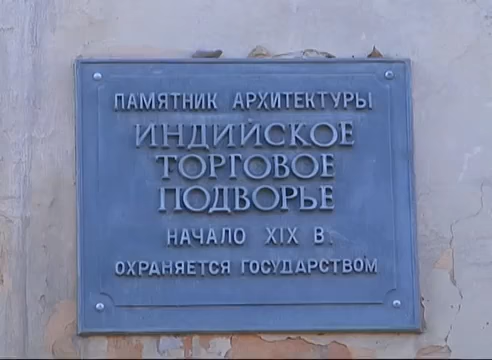 ПАМЯТНИК АРХИТЕКТУРЫ
ИНДИЙСКОЕ
ТОРГОВОЕ
ПОДВОРЬЕ
НАЧАЛО XIX В.
ОХРАНЯЕТСЯ ГОСУДАРСТВОМ